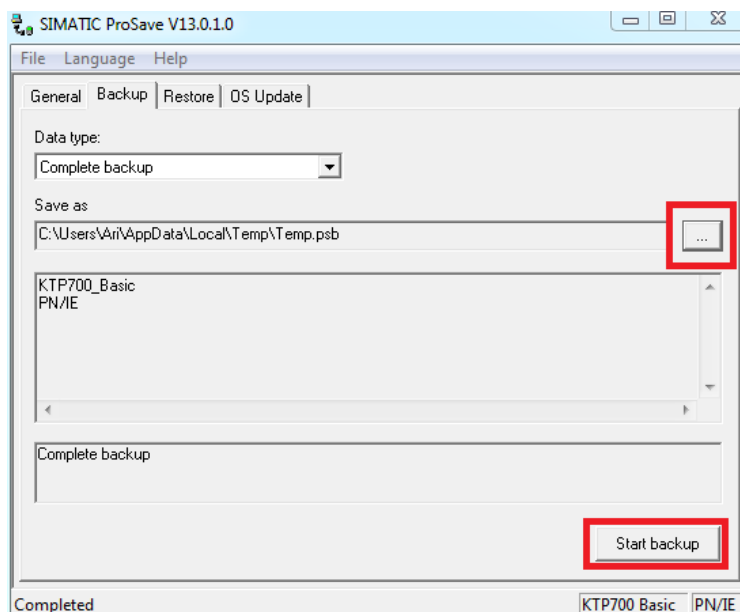 SIMATIC ProSave V13.0.1.0
File Language Help
General Backup Restore OS Update
Data type:
Complete backup
Save as
C:\Users\Ari\AppData\Local\Temp\Temp.psb
...
KTP700_Basic
PN/IE
Complete backup
Start backup
Completed KTP700 Basic PN/IE